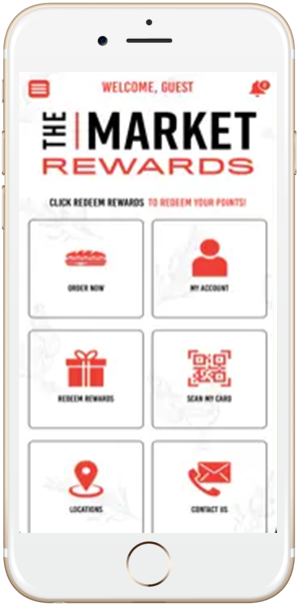 WELCOME, GUEST
THE MARKET
REWARDS
CLICK REDEEM REWARDS TO REDEEM YOUR POINTS!
ORDER NOW
MY ACCOUNT
REDEEM REWARDS
SCAN MY CARD
LOCATIONS
CONTACT US